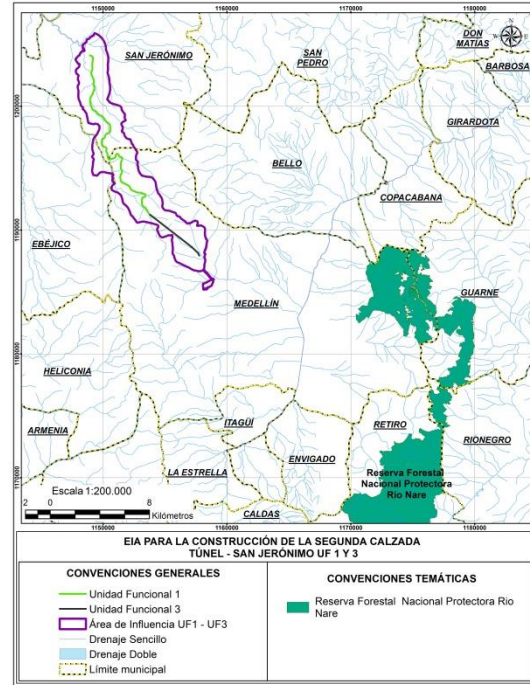 1150000
1160000
1170000
1180000
SAN JERÓNIMO
SAN
PEDRO
DON
MATÍAS
N
W
E
S
BARBOSA
1200000
GIRARDOTA
BELLO
COPACABANA
1190000
EBÉJICO
GUARNE
MEDELLÍN
1180000
HELICONIA
ARMENIA
ITAGÜÍ
RETIRO
RIONEGRO
LA ESTRELLA
ENVIGADO
Reserva Forestal
Nacional Protectora
Rio Nare
1170000
Escala 1:200.000
2 0 8
Kilómetros
CALDAS
1150000
1160000
1170000
1180000
EIA PARA LA CONSTRUCCIÓN DE LA SEGUNDA CALZADA
TÚNEL - SAN JERÓNIMO UF 1 Y 3
CONVENCIONES GENERALES
Unidad Funcional 1
Unidad Funcional 3
Área de Influencia UF1 - UF3
Drenaje Sencillo
Drenaje Doble
Límite municipal
CONVENCIONES TEMÁTICAS
Reserva Forestal Nacional Protectora Rio
Nare